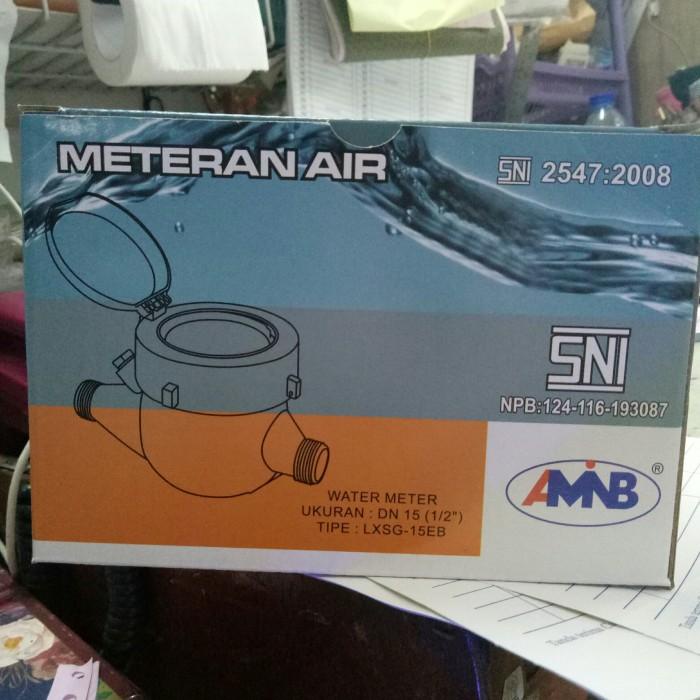 METERAN AIR
SNI 2547:2008
SNI
NPB:124-116-193087
AMNB ®
WATER METER
UKURAN : DN 15 (1/2")
TIPE : LXSG-15EB